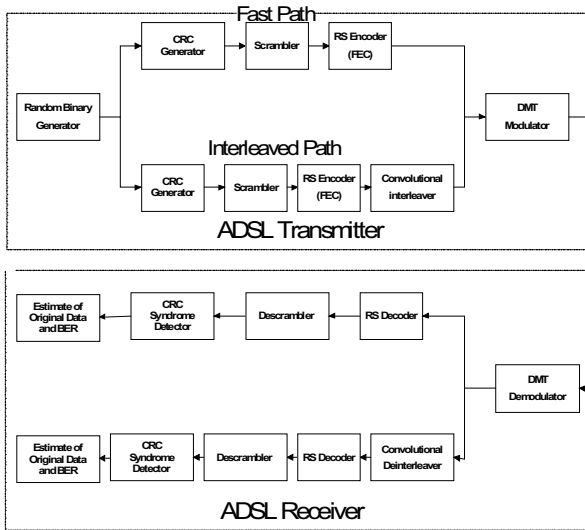 Fast Path
CRC
Generator
Scrambler
RS Encoder
(FEC)
Random Binary
Generator
DMT
Modulator
Interleaved Path
CRC
Generator
Scrambler
RS Encoder
(FEC)
Convolutional
interleaver
ADSL Transmitter
Estimate of
Original Data
and BER
CRC
Syndrome
Detector
Descrambler
RS Decoder
DMT
Demodulator
Estimate of
Original Data
and BER
CRC
Syndrome
Detector
Descrambler
RS Decoder
Convolutional
Deinterleaver
ADSL Receiver